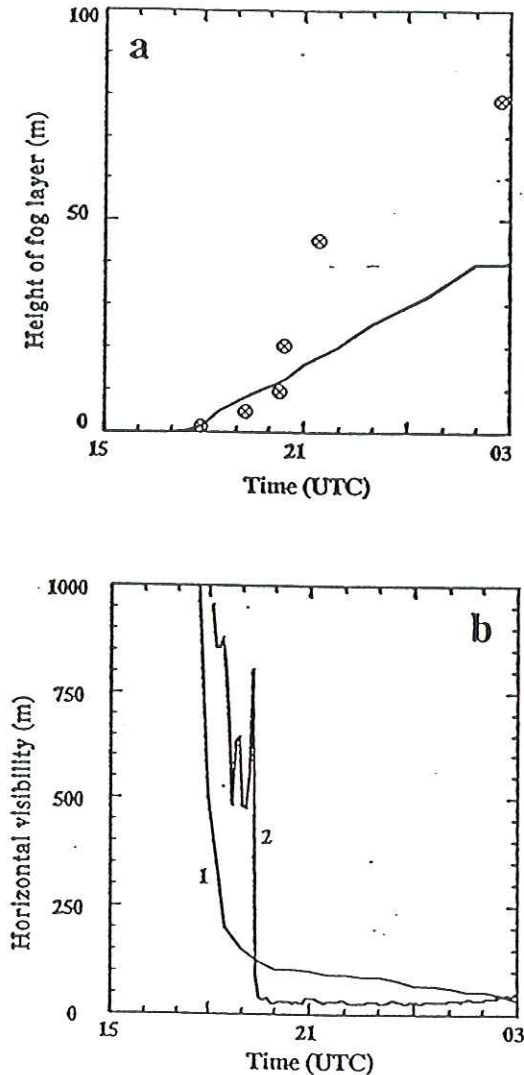 100
a
50
0
Height of fog layer (m)
15 21 03
Time (UTC)
1000
b
750
500
250
0
Horizontal visibility (m)
1
2
15 21 03
Time (UTC)